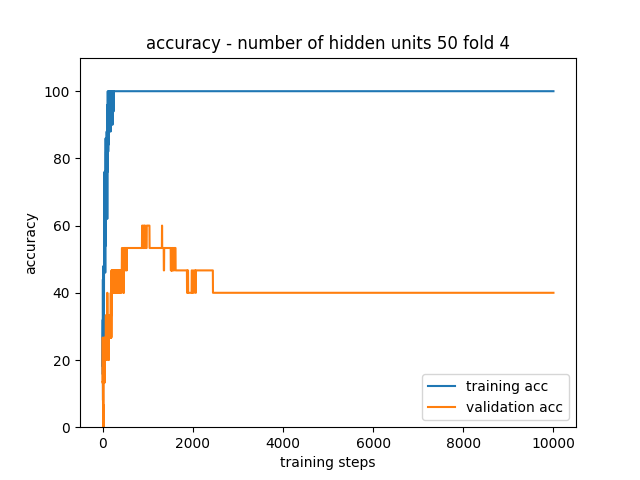 accuracy - number of hidden units 50 fold 4
100
80
60
40
20
0
accuracy
0 2000 4000 6000 8000 10000
training steps
training acc
validation acc